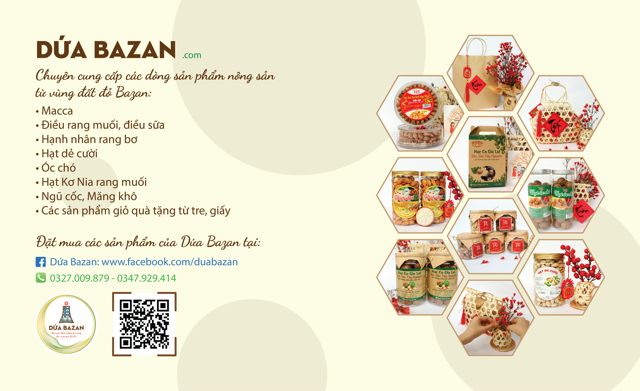 DỨA BAZAN .com
Chuyên cung cấp các dòng sản phẩm nông sản
từ vùng đất đỏ Bazan:
• Macca
• Điều rang muối, điều sữa
• Hạnh nhân rang bơ
• Hạt dẻ cười
• Óc chó
• Hạt Kơ Nia rang muối
• Ngũ cốc, Măng khô
• Các sản phẩm giỏ quà tặng từ tre, giấy
Đặt mua các sản phẩm của Dứa Bazan tại:
Dứa Bazan: www.facebook.com/duabazan
0327.009.879 - 0347.929.414
DỨA BAZAN